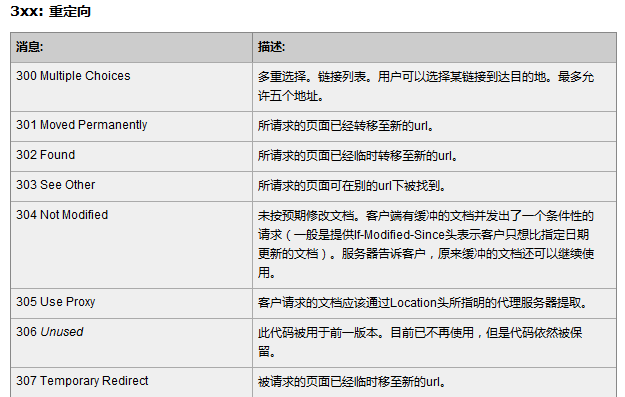 3xx: 重定向
消息: 描述:
300 Multiple Choices 多重选择。链接列表。用户可以选择某链接到达目的地。最多允
许五个地址。
301 Moved Permanently 所请求的页面已经转移至新的url。
302 Found 所请求的页面已经临时转移至新的url。
303 See Other 所请求的页面可在别的url下被找到。
304 Not Modified 未按预期修改文档。客户端有缓冲的文档并发出了一个条件性的
请求（一般是提供If-Modified-Since头表示客户只想比指定日期
更新的文档）。服务器告诉客户，原来缓冲的文档还可以继续使
用。
305 Use Proxy 客户请求的文档应该通过Location头所指明的代理服务器提取。
306 Unused 此代码被用于前一版本。目前已不再使用，但是代码依然被保
留。
307 Temporary Redirect 被请求的页面已经临时移至新的url。